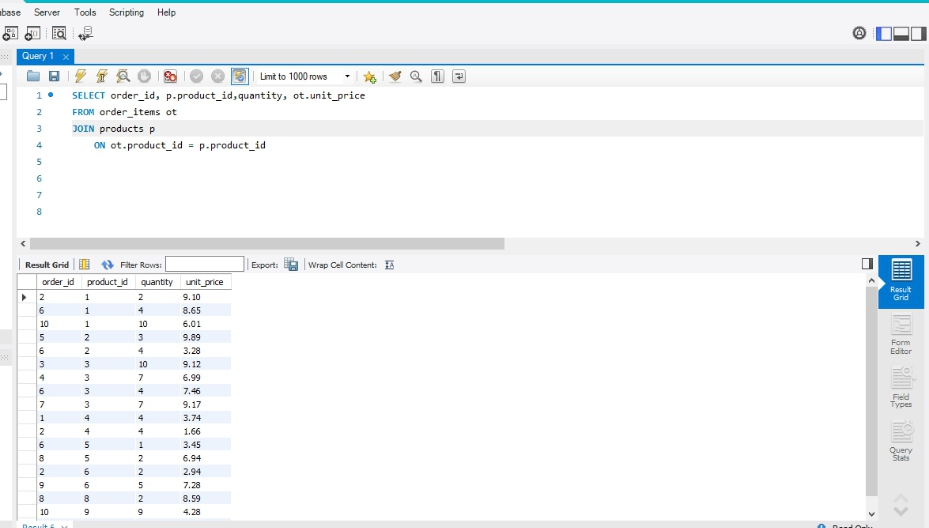 base Server Tools Scripting Help
Query 1
Limit to 1000 rows
1 SELECT order_id, p.product_id,quantity, ot.unit_price
2 FROM order_items ot
3 JOIN products p
4 ON ot.product_id = p.product_id
5
6
7
8
Result Grid Filter Rows: Export: Wrap Cell Content:
order_id product_id quantity unit_price
2 1 2 9.10
6 1 4 8.65
10 1 10 6.01
5 2 3 9.89
6 2 4 3.28
3 3 10 9.12
4 3 7 6.99
6 3 4 7.46
7 3 7 9.17
1 4 4 3.74
2 4 4 1.66
6 5 1 3.45
8 5 2 6.94
2 6 2 2.94
9 6 5 7.28
8 8 2 8.59
10 9 9 4.28
Result
Grid
Form
Editor
Field
Types
Query
Stats
Result 6
Read Only